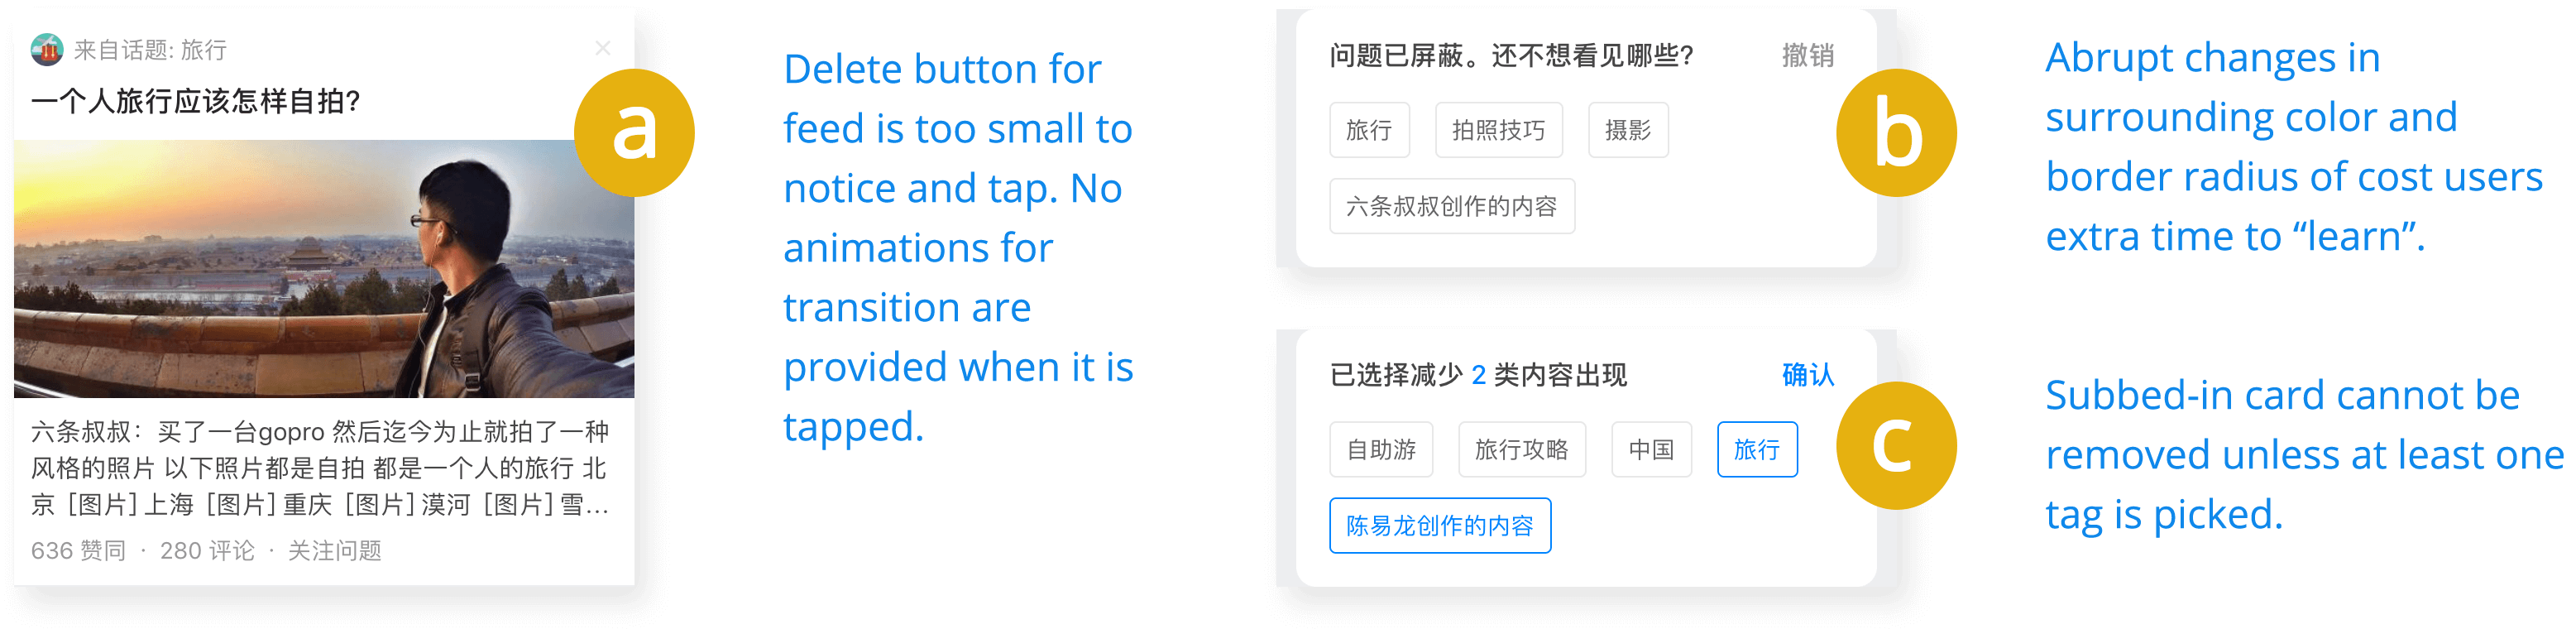 来自话题: 旅行
×
一个人旅行应该怎样自拍?
a
六条叔叔：买了一台gopro 然后迄今为止就拍了一种
风格的照片 以下照片都是自拍 都是一个人的旅行 北
京 [图片] 上海 [图片] 重庆 [图片] 漠河 [图片] 雪...
636 赞同 · 280 评论 · 关注问题
Delete button for
feed is too small to
notice and tap. No
animations for
transition are
provided when it is
tapped.
问题已屏蔽。还不想看见哪些?
撤销
旅行 拍照技巧 摄影
六条叔叔创作的内容
b
Abrupt changes in
surrounding color and
border radius of cost users
extra time to “learn”.
已选择减少 2 类内容出现
确认
自助游 旅行攻略 中国 旅行
陈易龙创作的内容
c
Subbed-in card cannot be
removed unless at least one
tag is picked.